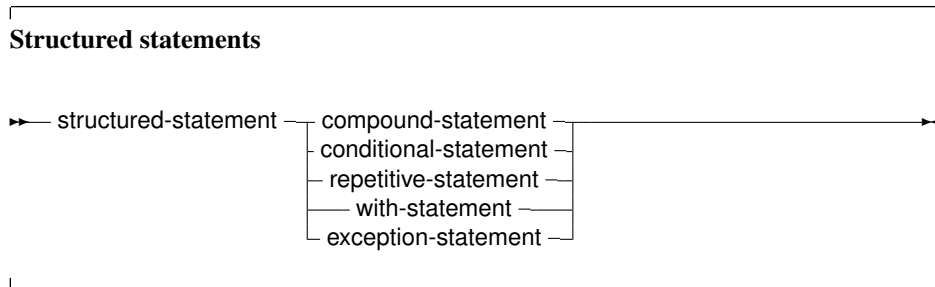 Structured statements
structured-statement compound-statement
conditional-statement
repetitive-statement
with-statement
exception-statement